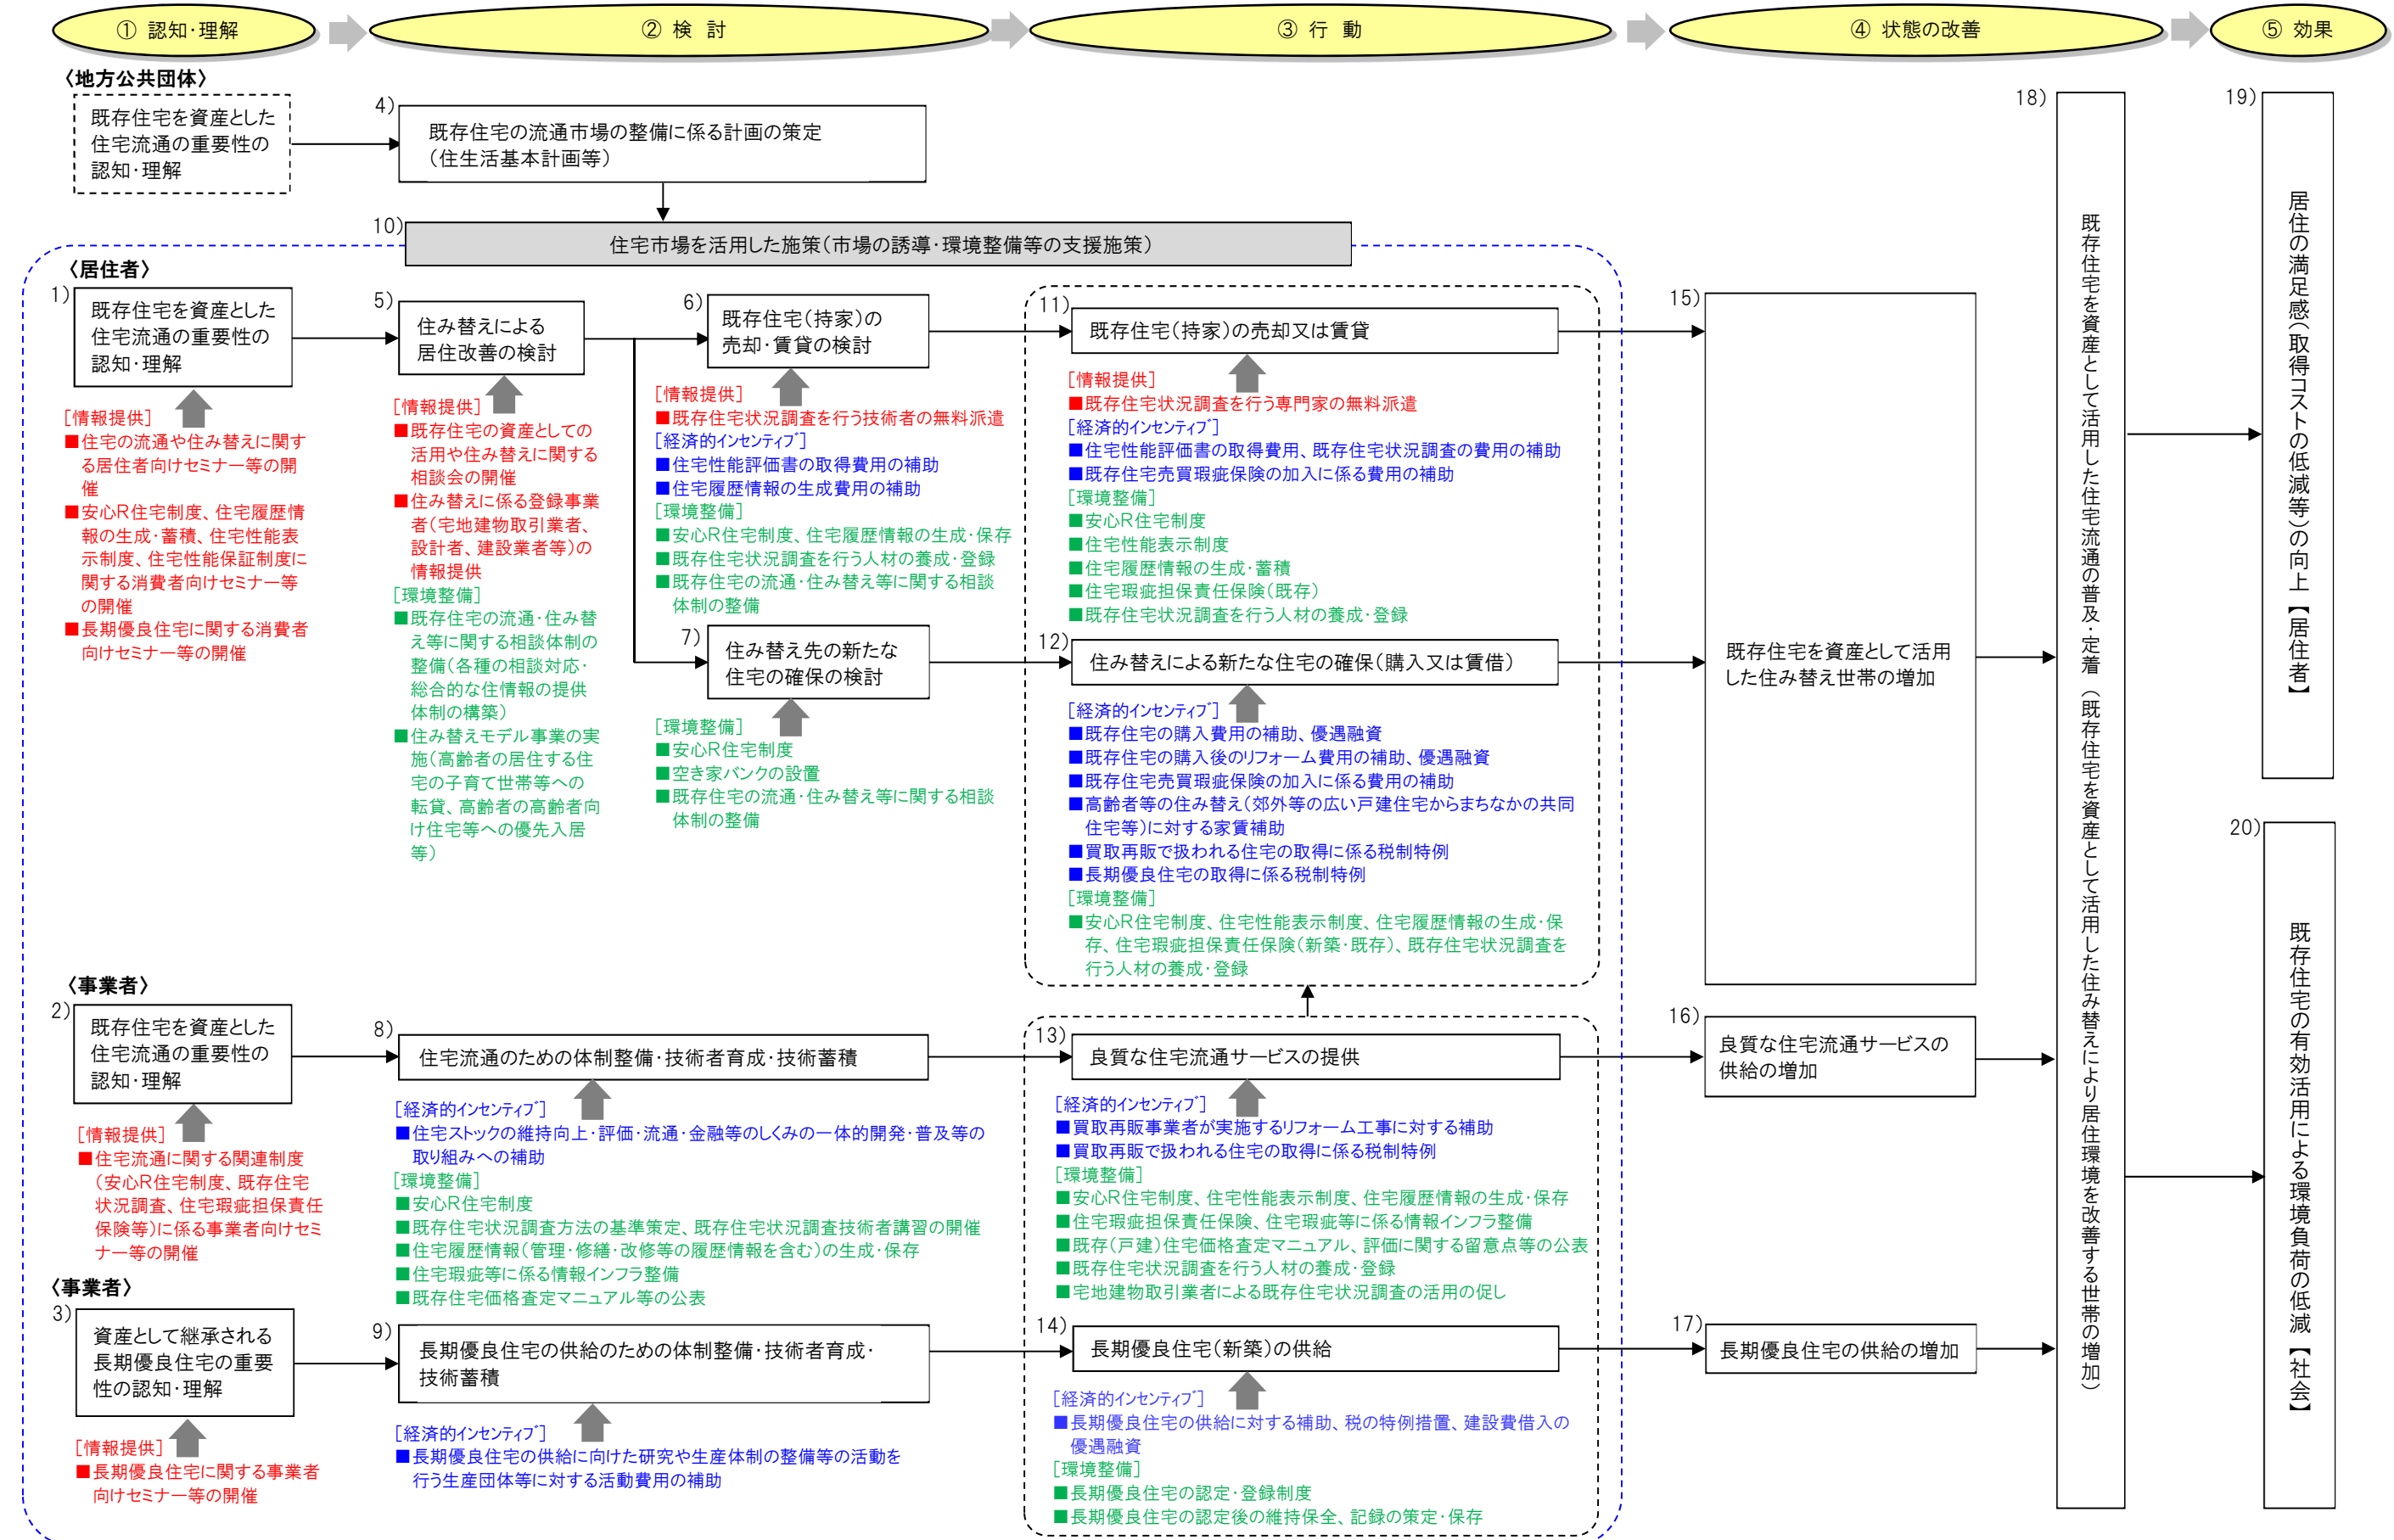 ① 認知・理解
② 検 討
③ 行 動
④ 状態の改善
⑤ 効果
〈地方公共団体〉
既存住宅を資産とした
住宅流通の重要性の
認知・理解
4)
既存住宅の流通市場の整備に係る計画の策定
（住生活基本計画等）
10)
住宅市場を活用した施策（市場の誘導・環境整備等の支援施策）
〈居住者〉
1)
既存住宅を資産とした
住宅流通の重要性の
認知・理解
［情報提供］
■住宅の流通や住み替えに関す
る居住者向けセミナー等の開
催
■安心R住宅制度、住宅履歴情
報の生成・蓄積、住宅性能表
示制度、住宅性能保証制度に
関する消費者向けセミナー等
の開催
■長期優良住宅に関する消費者
向けセミナー等の開催
5)
住み替えによる
居住改善の検討
［情報提供］
■既存住宅の資産としての
活用や住み替えに関する
相談会の開催
■住み替えに係る登録事業
者（宅地建物取引業者、
設計者、建設業者等）の
情報提供
［環境整備］
■既存住宅の流通・住み替
え等に関する相談体制の
整備（各種の相談対応・
総合的な住情報の提供
体制の構築）
■住み替えモデル事業の実
施（高齢者の居住する住
宅の子育て世帯等への
転貸、高齢者の高齢者向
け住宅等への優先入居
等）
6)
既存住宅（持家）の
売却・賃貸の検討
［情報提供］
■既存住宅状況調査を行う技術者の無料派遣
［経済的インセンティブ］
■住宅性能評価書の取得費用の補助
■住宅履歴情報の生成費用の補助
［環境整備］
■安心R住宅制度、住宅履歴情報の生成・保存
■既存住宅状況調査を行う人材の養成・登録
■既存住宅の流通・住み替え等に関する相談
体制の整備
7)
住み替え先の新たな
住宅の確保の検討
［環境整備］
■安心R住宅制度
■空き家バンクの設置
■既存住宅の流通・住み替え等に関する相談
体制の整備
11)
既存住宅（持家）の売却又は賃貸
［情報提供］
■既存住宅状況調査を行う専門家の無料派遣
［経済的インセンティブ］
■住宅性能評価書の取得費用、既存住宅状況調査の費用の補助
■既存住宅売買瑕疵保険の加入に係る費用の補助
［環境整備］
■安心R住宅制度
■住宅性能表示制度
■住宅履歴情報の生成・蓄積
■住宅瑕疵担保責任保険（既存）
■既存住宅状況調査を行う人材の養成・登録
12)
住み替えによる新たな住宅の確保（購入又は賃借）
［経済的インセンティブ］
■既存住宅の購入費用の補助、優遇融資
■既存住宅の購入後のリフォーム費用の補助、優遇融資
■既存住宅売買瑕疵保険の加入に係る費用の補助
■高齢者等の住み替え（郊外等の広い戸建住宅からまちなかの共同
住宅等）に対する家賃補助
■買取再販で扱われる住宅の取得に係る税制特例
■長期優良住宅の取得に係る税制特例
［環境整備］
■安心R住宅制度、住宅性能表示制度、住宅履歴情報の生成・保
存、住宅瑕疵担保責任保険（新築・既存）、既存住宅状況調査を
行う人材の養成・登録
15)
既存住宅を資産として活用
した住み替え世帯の増加
〈事業者〉
2)
既存住宅を資産とした
住宅流通の重要性の
認知・理解
［情報提供］
■住宅流通に関する関連制度
（安心R住宅制度、既存住宅
状況調査、住宅瑕疵担保責任
保険等）に係る事業者向けセミ
ナー等の開催
8)
住宅流通のための体制整備・技術者育成・技術蓄積
［経済的インセンティブ］
■住宅ストックの維持向上・評価・流通・金融等のしくみの一体的開発・普及等の
取り組みへの補助
［環境整備］
■安心R住宅制度
■既存住宅状況調査方法の基準策定、既存住宅状況調査技術者講習の開催
■住宅履歴情報（管理・修繕・改修等の履歴情報を含む）の生成・保存
■住宅瑕疵等に係る情報インフラ整備
■既存住宅価格査定マニュアル等の公表
13)
良質な住宅流通サービスの提供
［経済的インセンティブ］
■買取再販事業者が実施するリフォーム工事に対する補助
■買取再販で扱われる住宅の取得に係る税制特例
［環境整備］
■安心R住宅制度、住宅性能表示制度、住宅履歴情報の生成・保存
■住宅瑕疵担保責任保険、住宅瑕疵等に係る情報インフラ整備
■既存（戸建）住宅価格査定マニュアル、評価に関する留意点等の公表
■既存住宅状況調査を行う人材の養成・登録
■宅地建物取引業者による既存住宅状況調査の活用の促し
16)
良質な住宅流通サービスの
供給の増加
〈事業者〉
3)
資産として継承される
長期優良住宅の重要
性の認知・理解
［情報提供］
■長期優良住宅に関する事業者
向けセミナー等の開催
9)
長期優良住宅の供給のための体制整備・技術者育成・
技術蓄積
［経済的インセンティブ］
■長期優良住宅の供給に向けた研究や生産体制の整備等の活動を
行う生産団体等に対する活動費用の補助
14)
長期優良住宅（新築）の供給
［経済的インセンティブ］
■長期優良住宅の供給に対する補助、税の特例措置、建設費借入の
優遇融資
［環境整備］
■長期優良住宅の認定・登録制度
■長期優良住宅の認定後の維持保全、記録の策定・保存
17)
長期優良住宅の供給の増加
18)
既存住宅を資産として活用した住宅流通の普及・定着（既存住宅を資産として活用した住み替えにより居住環境を改善する世帯の増加）
19)
居住の満足感（取得コストの低減等）の向上【居住者】
20)
既存住宅の有効活用による環境負荷の低減【社会】